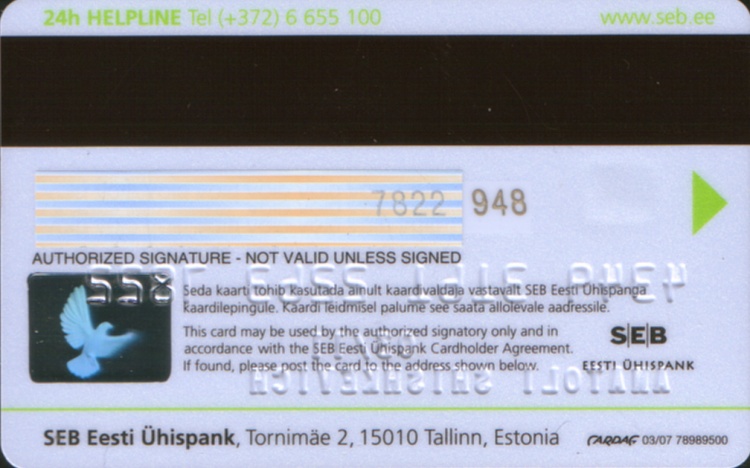 24h HELPLINE Tel (+372) 6 655 100
www.seb.ee
7822 948
AUTHORIZED SIGNATURE - NOT VALID UNLESS SIGNED
Seda kaarti tohib kasutada ainult kaardivaldaja vastavalt SEB Eesti Ühispanga
kaardilepingule. Kaardi leidmisel palume see saata allolevale aadressile.
This card may be used by the authorized signatory only and in
accordance with the SEB Eesti Ühispank Cardholder Agreement.
If found, please post the card to the address shown below.
SEB
EESTI ÜHISPANK
SEB Eesti Ühispank, Tornimäe 2, 15010 Tallinn, Estonia
03/07 78989500